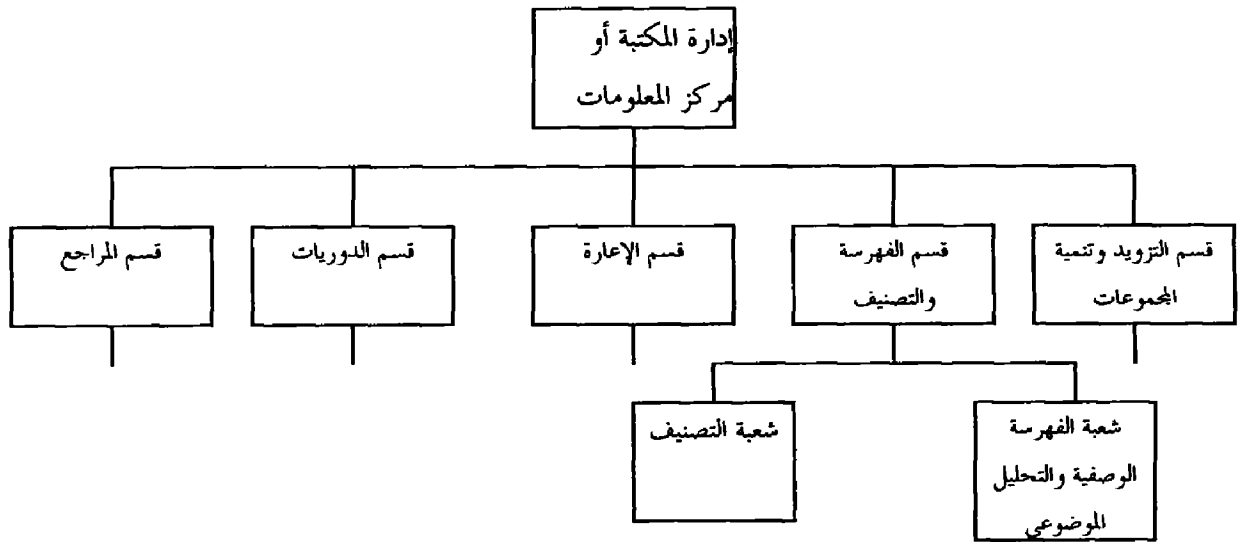 إدارة المكتبة أو
مركز المعلومات
قسم التزويد وتنمية
المجموعات
قسم الفهرسة
والتصنيف
قسم الإعارة
قسم الدوريات
قسم المراجع
شعبة الفهرسة
الوصفية والتحليل
الموضوعي
شعبة التصنيف